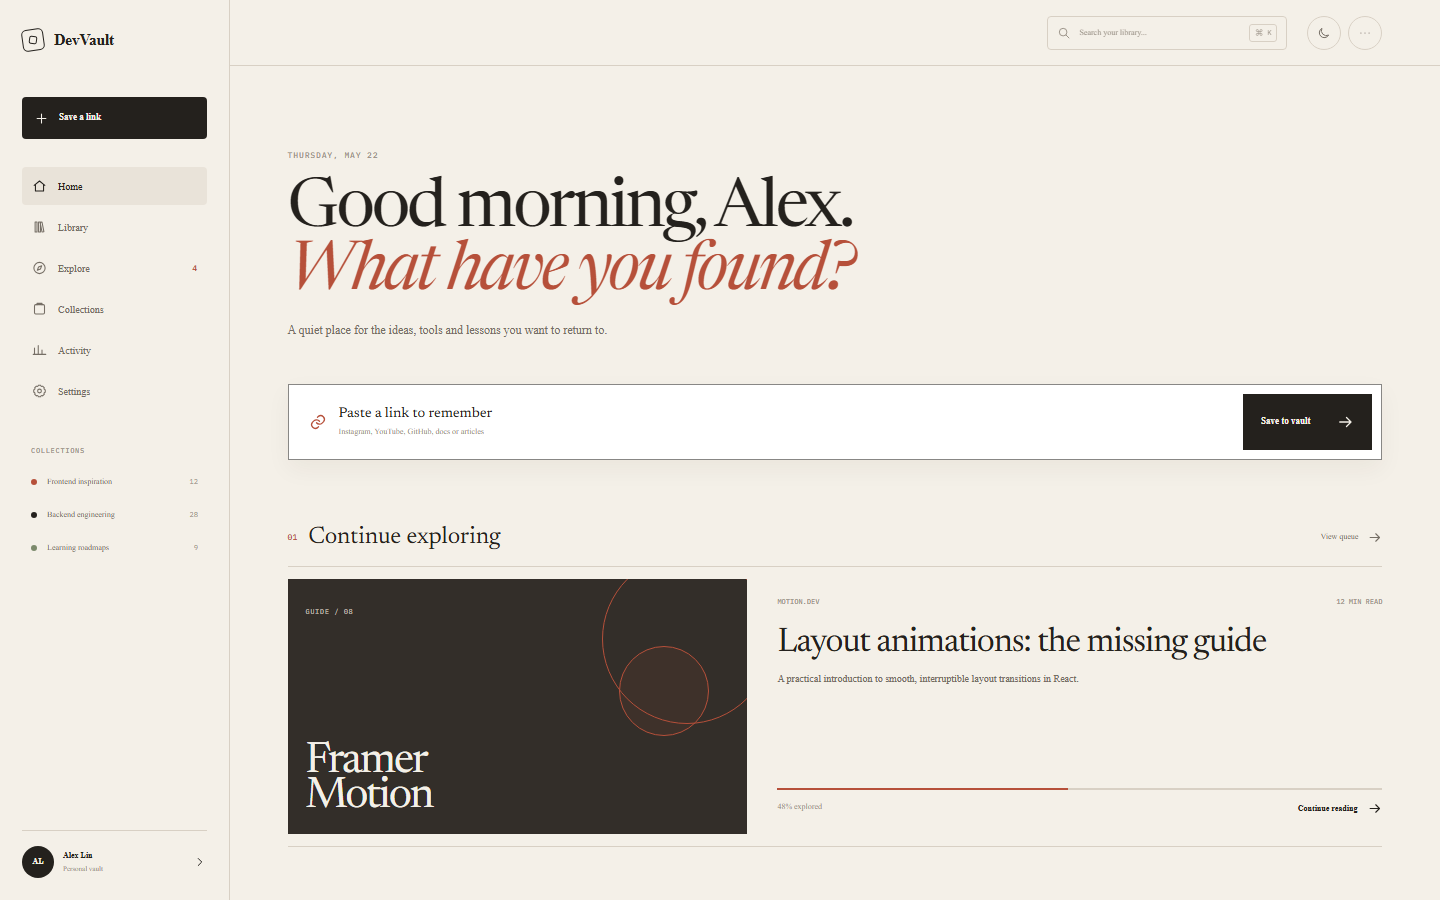 DevVault
Save a link
Home
Library
Explore 4
Collections
Activity
Settings
COLLECTIONS
Frontend inspiration 12
Backend engineering 28
Learning roadmaps 9
AL
Alex Lin
Personal vault
Search your library... ⌘ K
THURSDAY, MAY 22
Good morning, Alex.
What have you found?
A quiet place for the ideas, tools and lessons you want to return to.
Paste a link to remember
Instagram, YouTube, GitHub, docs or articles
Save to vault
01 Continue exploring
View queue
GUIDE / 08
Framer
Motion
MOTION.DEV 12 MIN READ
Layout animations: the missing guide
A practical introduction to smooth, interruptible layout transitions in React.
48% explored
Continue reading